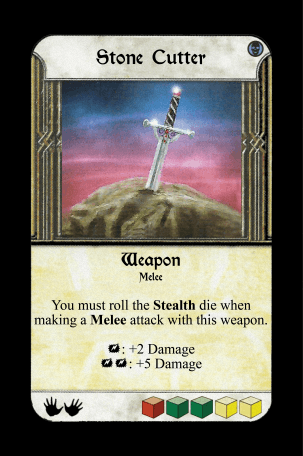 Stone Cutter
Weapon
Melee
You must roll the Stealth die when
making a Melee attack with this weapon.
: +2 Damage
: +5 Damage